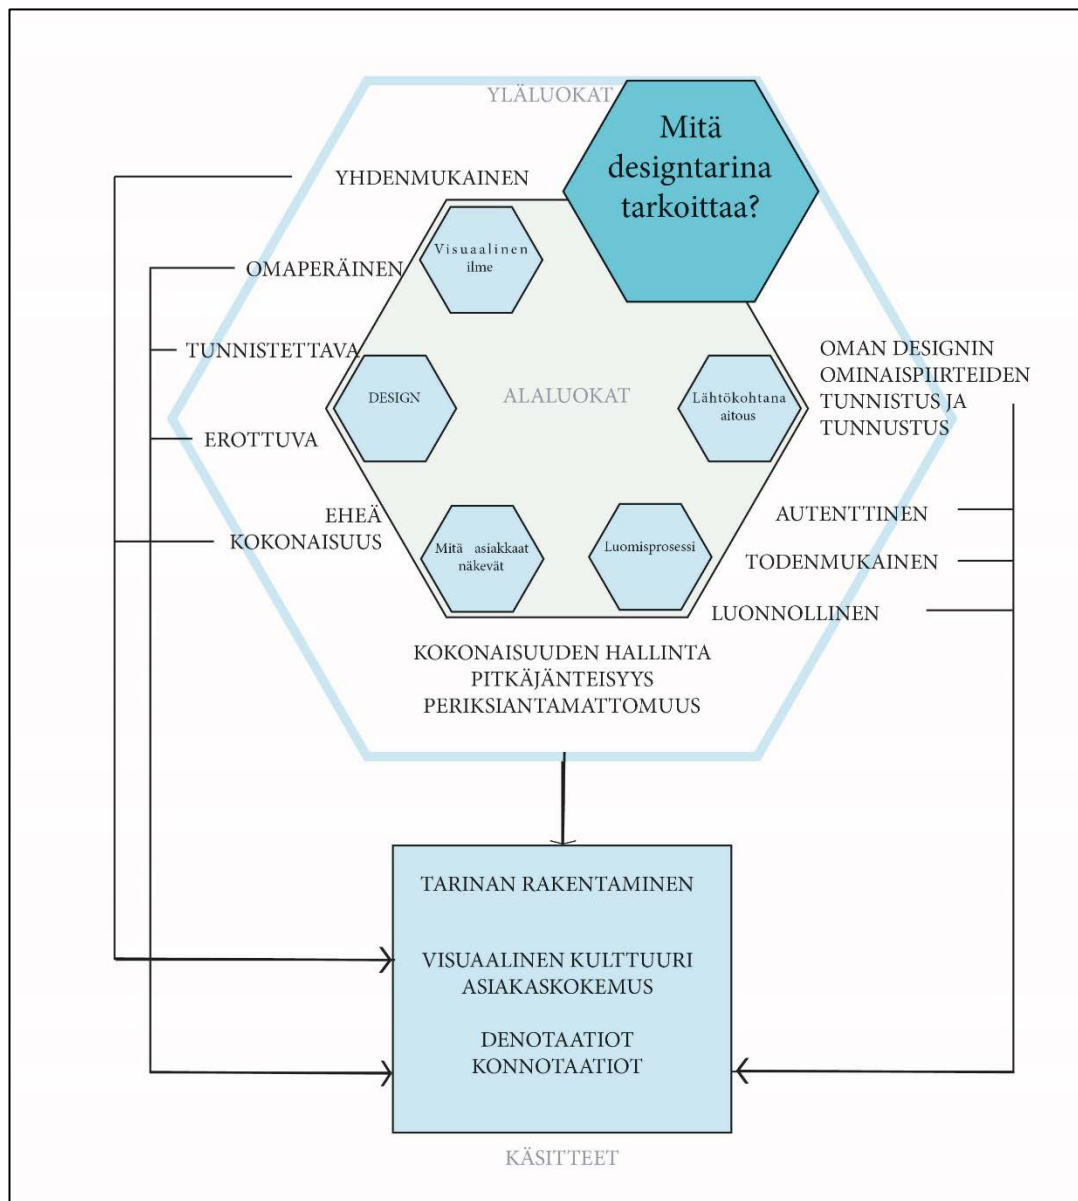 YLÄLUOKAT
Mitä
designtarina
tarkoittaa?
YHDENMUKAINEN
OMAPERÄINEN
TUNNISTETTAVA
EROTTUVA
EHEÄ
KOKONAISUUS
Visuaalinen
ilme
DESIGN
ALALUOKAT
Lähtökohtana
aitous
Mitä asiakkaat
näkevät
Luomisprosessi
OMAN DESIGNIN
OMINAISPIIRTEIDEN
TUNNISTUS JA
TUNNUSTUS
AUTENTTINEN
TODENMUKAINEN
LUONNOLLINEN
KOKONAISUUDEN HALLINTA
PITKÄJÄNTEISYYS
PERIKSIANTAMATTOMUUS
TARINAN RAKENTAMINEN
VISUAALINEN KULTTUURI
ASIAKASKOKEMUS
DENOTAATIOT
KONNOTAATIOT
KÄSITTEET